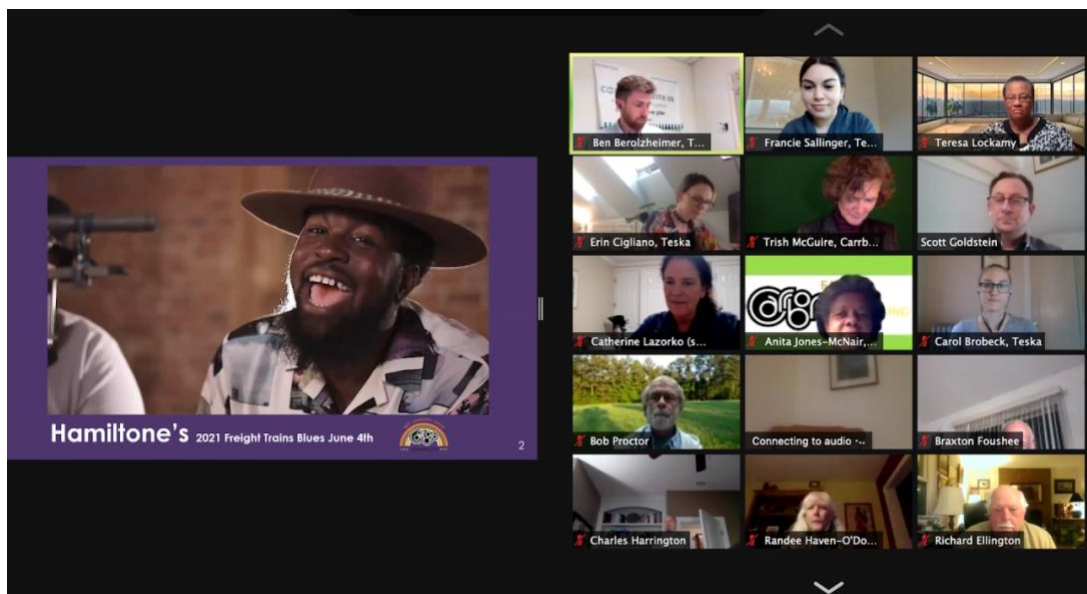 Hamiltone's 2021 Freight Trains Blues June 4th
2
Ben Berolzheimer, T...
Francie Sallinger, Te...
Teresa Lockamy
Erin Cigliano, Teska
Trish McGuire, Carrb...
Scott Goldstein
Catherine Lazorko (s...
Anita Jones-McNair,...
Carol Brobeck, Teska
Bob Proctor
Connecting to audio ...
Braxton Foushee
Charles Harrington
Randee Haven-O'Do...
Richard Ellington